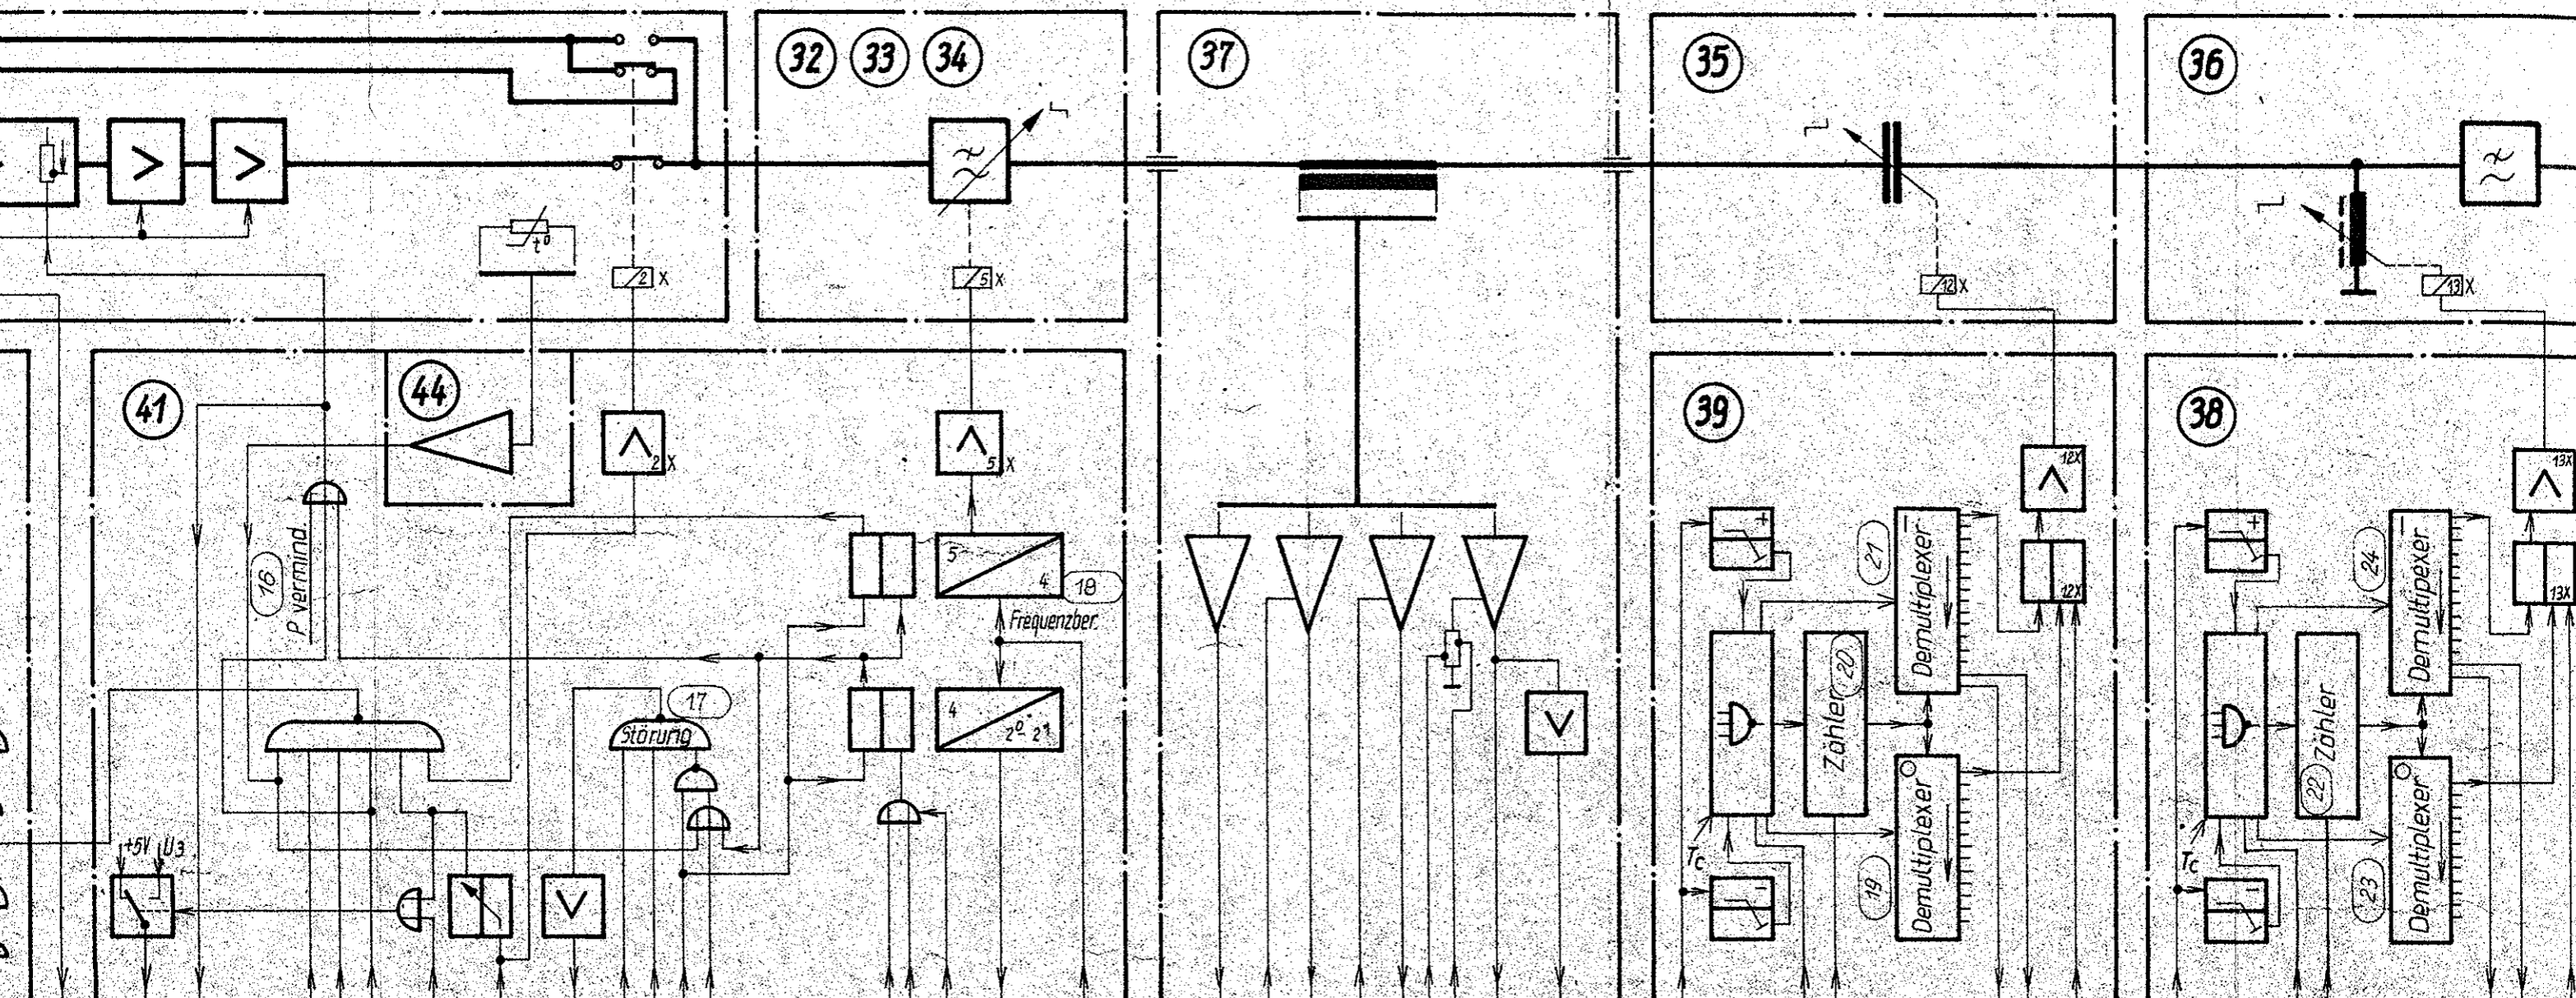 32 33 34
37
35
36
t°
2 X
5 X
12 X
13 X
41
44
39
38
2 X
5 X
12X
13X
16
P vermind.
5
4
18
Frequenzber.
12X
13X
+
21
Demultiplexer
+
24
Demultipexer
17
Störung
4
2⁰ 2¹
20
Zähler
22
Zähler
+5V U3
Tc
19
Demultiplexer
Tc
23
Demultiplexer